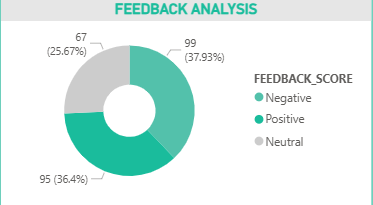 FEEDBACK ANALYSIS
67
(25.67%)
99
(37.93%)
95 (36.4%)
FEEDBACK_SCORE
Negative
Positive
Neutral